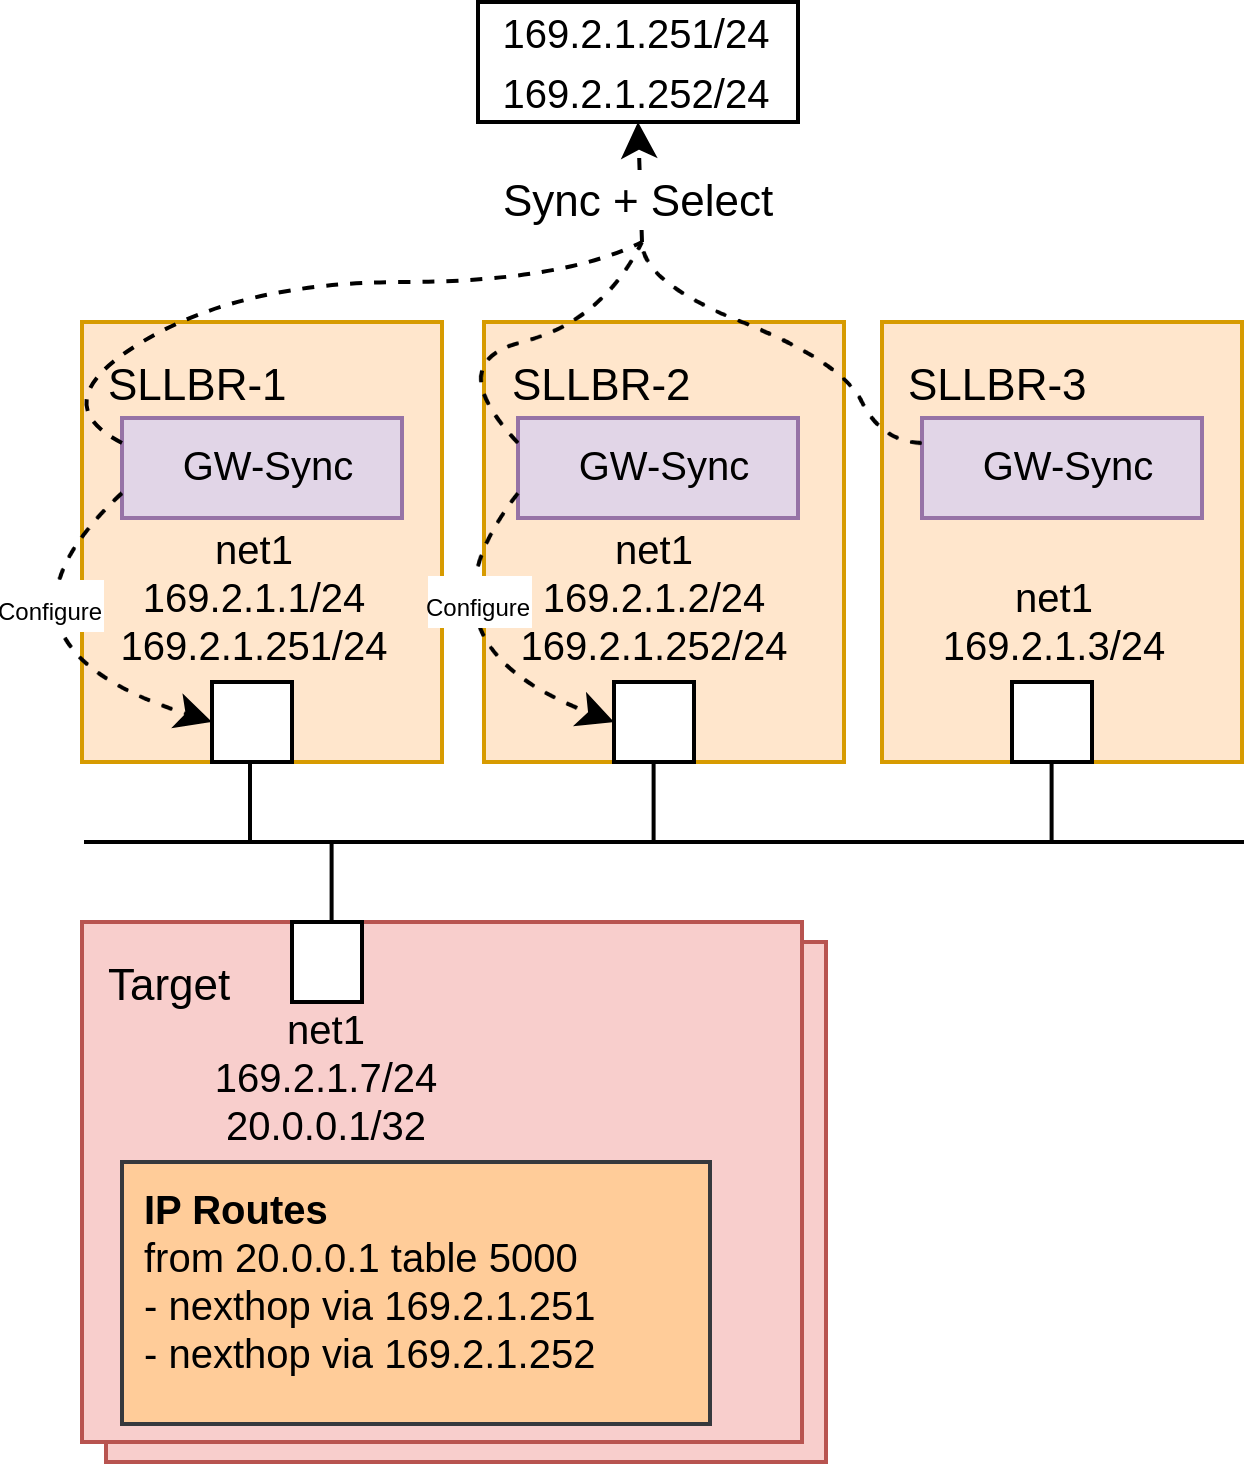 169.2.1.251/24
169.2.1.252/24
Sync + Select
SLLBR-1
GW-Sync
net1
169.2.1.1/24
169.2.1.251/24
Configure
SLLBR-2
GW-Sync
net1
169.2.1.2/24
169.2.1.252/24
Configure
SLLBR-3
GW-Sync
net1
169.2.1.3/24
Target
net1
169.2.1.7/24
20.0.0.1/32
IP Routes
from 20.0.0.1 table 5000
- nexthop via 169.2.1.251
- nexthop via 169.2.1.252